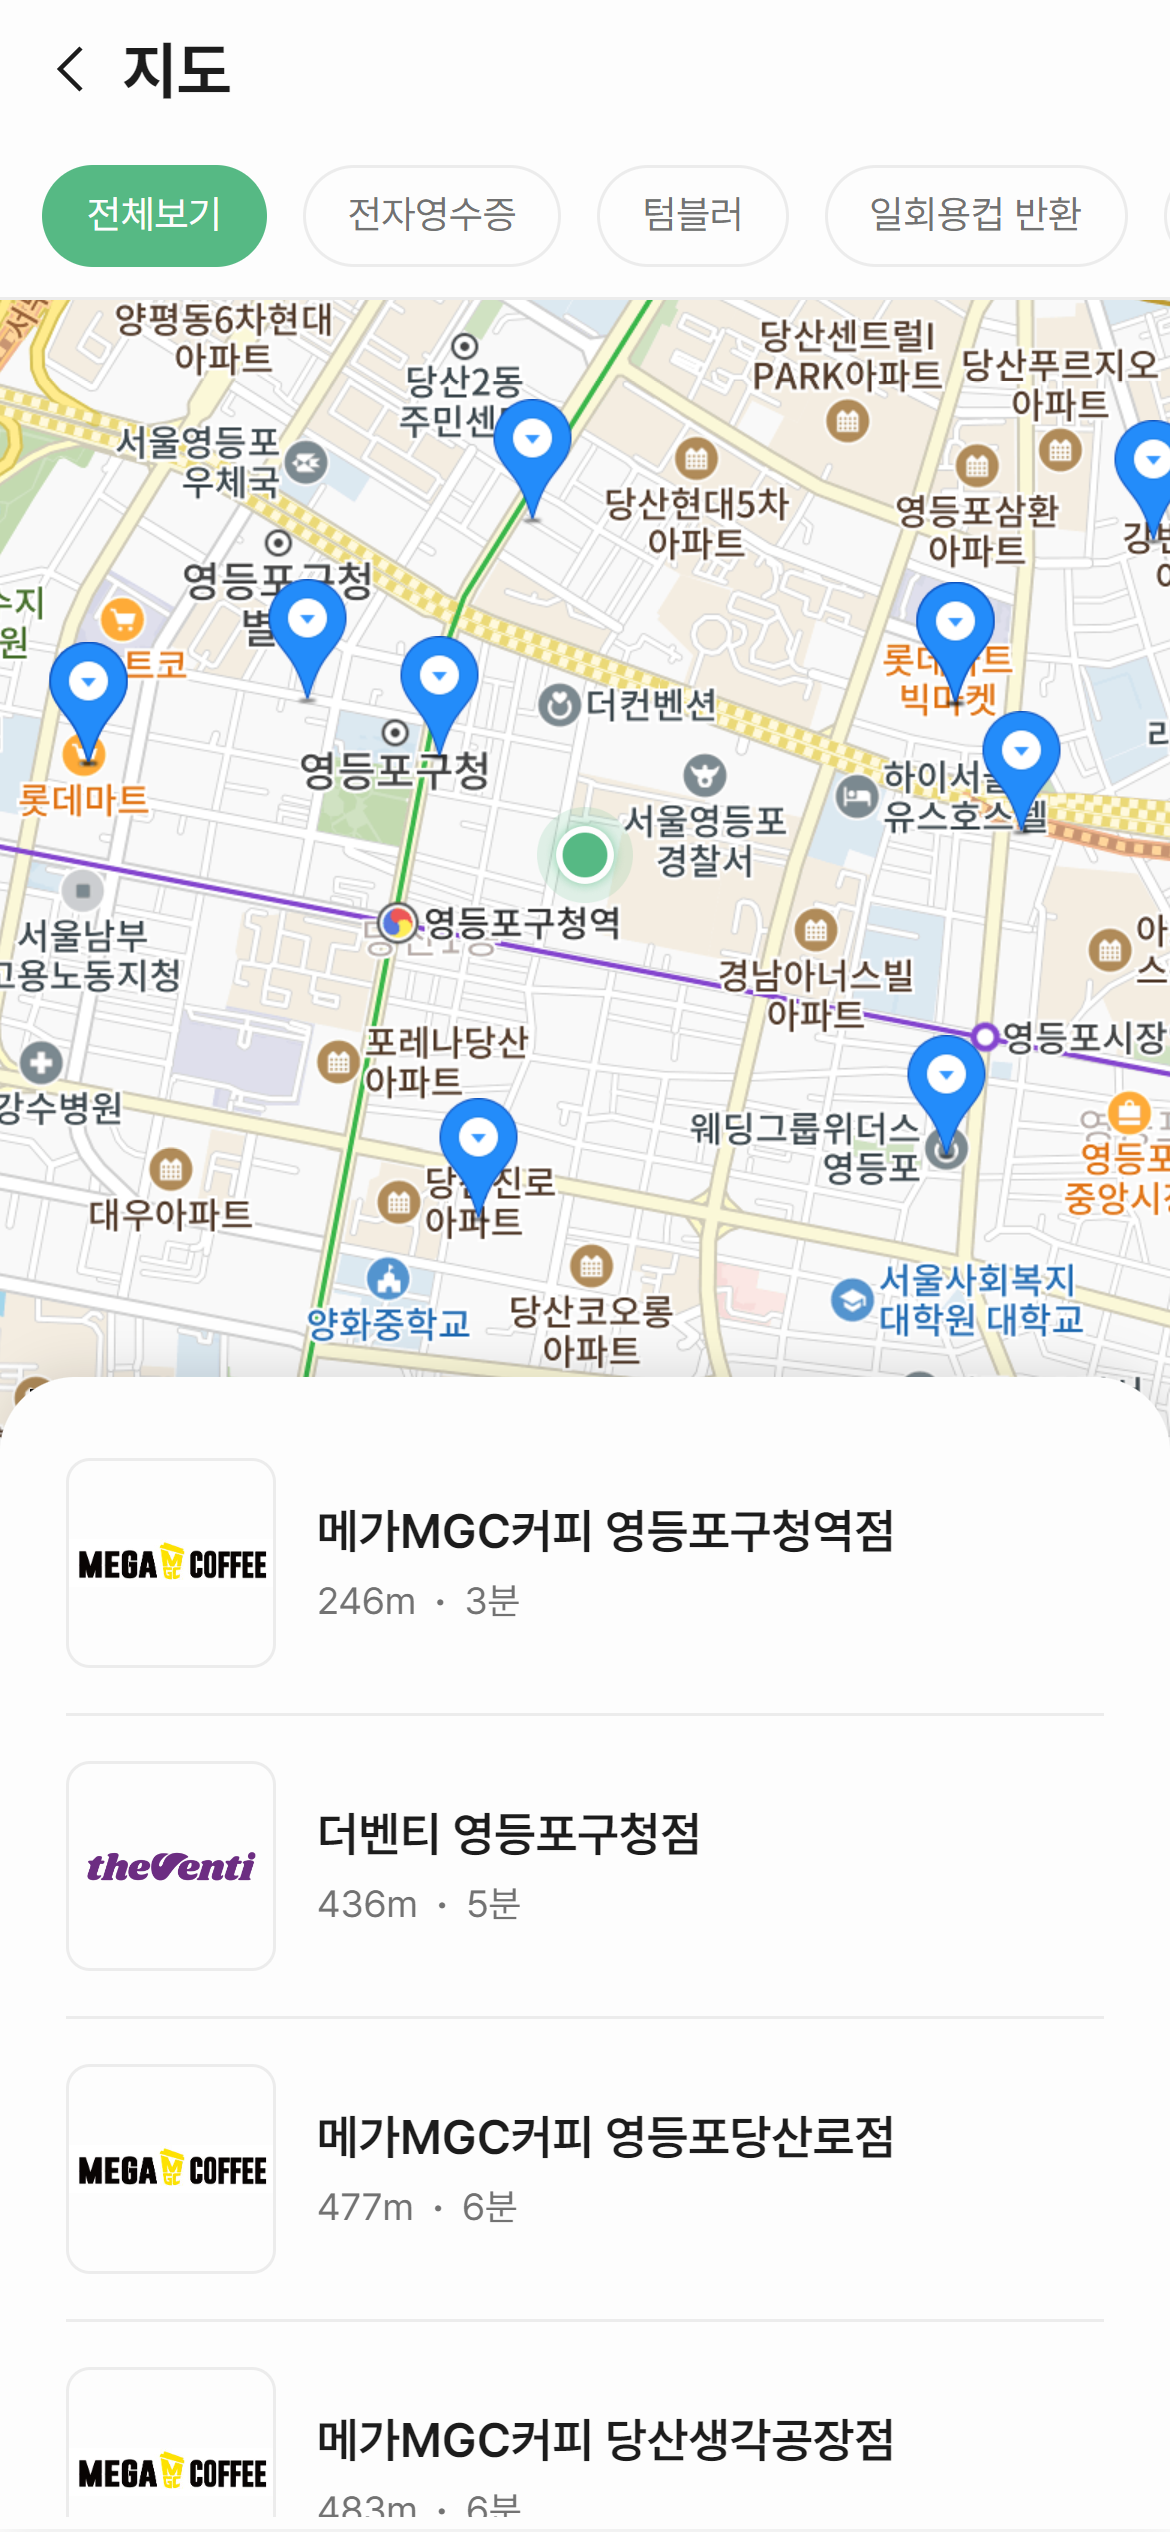 지도
전체보기
전자영수증
텀블러
일회용컵 반환
양평동6차현대
아파트
당산2동
주민센
당산센트럴I
PARK아파트
당산푸르지오
아파트
서울영등포
우체국
당산현대5차
아파트
영등포삼환
아파트
영등포구청
별
트코
더컨벤션
빅마켓
영등포구청
롯데마트
하이서울
유스호스텔
서울영등포
경찰서
영등포구청역
서울남부
고용노동지청
경남아너스빌
아파트
포레나당산
아파트
영등포시장
강수병원
웨딩그룹위더스
영등포
영등포
중앙시장
대우아파트
당산진로
아파트
서울사회복지
대학원 대학교
양화중학교
당산코오롱
아파트
MEGA MGC COFFEE
메가MGC커피 영등포구청역점
246m · 3분
theVenti
더벤티 영등포구청점
436m · 5분
MEGA MGC COFFEE
메가MGC커피 영등포당산로점
477m · 6분
MEGA MGC COFFEE
메가MGC커피 당산생각공장점
483m · 6분